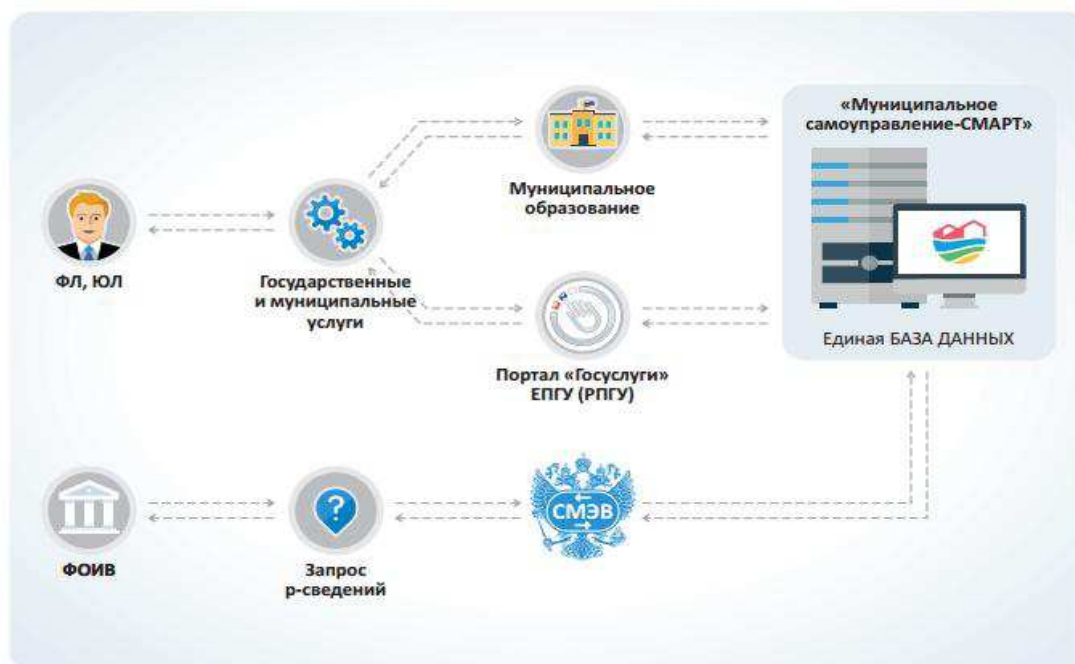 «Муниципальное
самоуправление-СМАРТ»
Муниципальное
образование
ФЛ, ЮЛ
Государственные
и муниципальные
услуги
Единая БАЗА ДАННЫХ
Портал «Госуслуги»
ЕПГУ (РПГУ)
СМЭВ
ФОИВ
Запрос
р-сведений